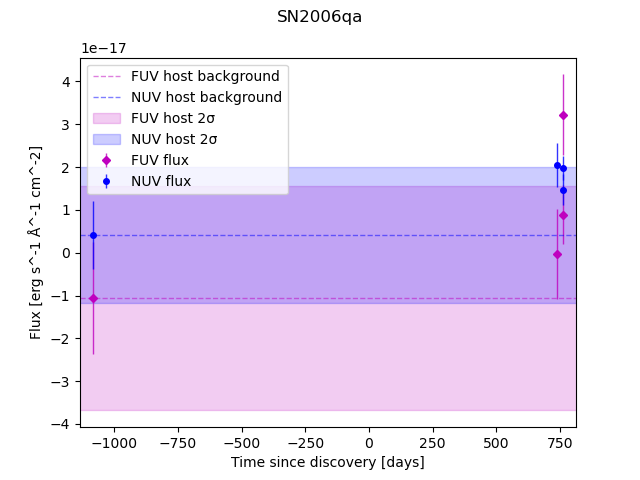 SN2006qa
1e−17
FUV host background
NUV host background
FUV host 2σ
NUV host 2σ
FUV flux
NUV flux
4
3
2
1
0
−1
−2
−3
−4
Flux [erg s^-1 Å^-1 cm^-2]
−1000 −750 −500 −250 0 250 500 750
Time since discovery [days]